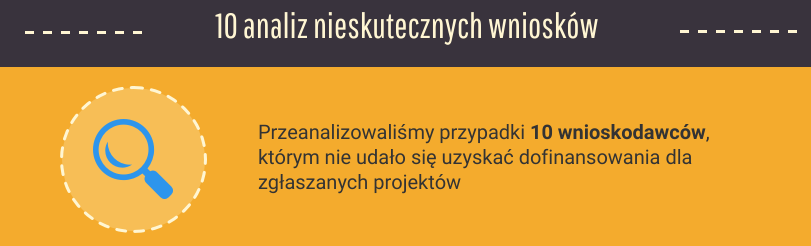 10 analiz nieskutecznych wniosków
Przeanalizowaliśmy przypadki 10 wnioskodawców,
którym nie udało się uzyskać dofinansowania dla
zgłaszanych projektów